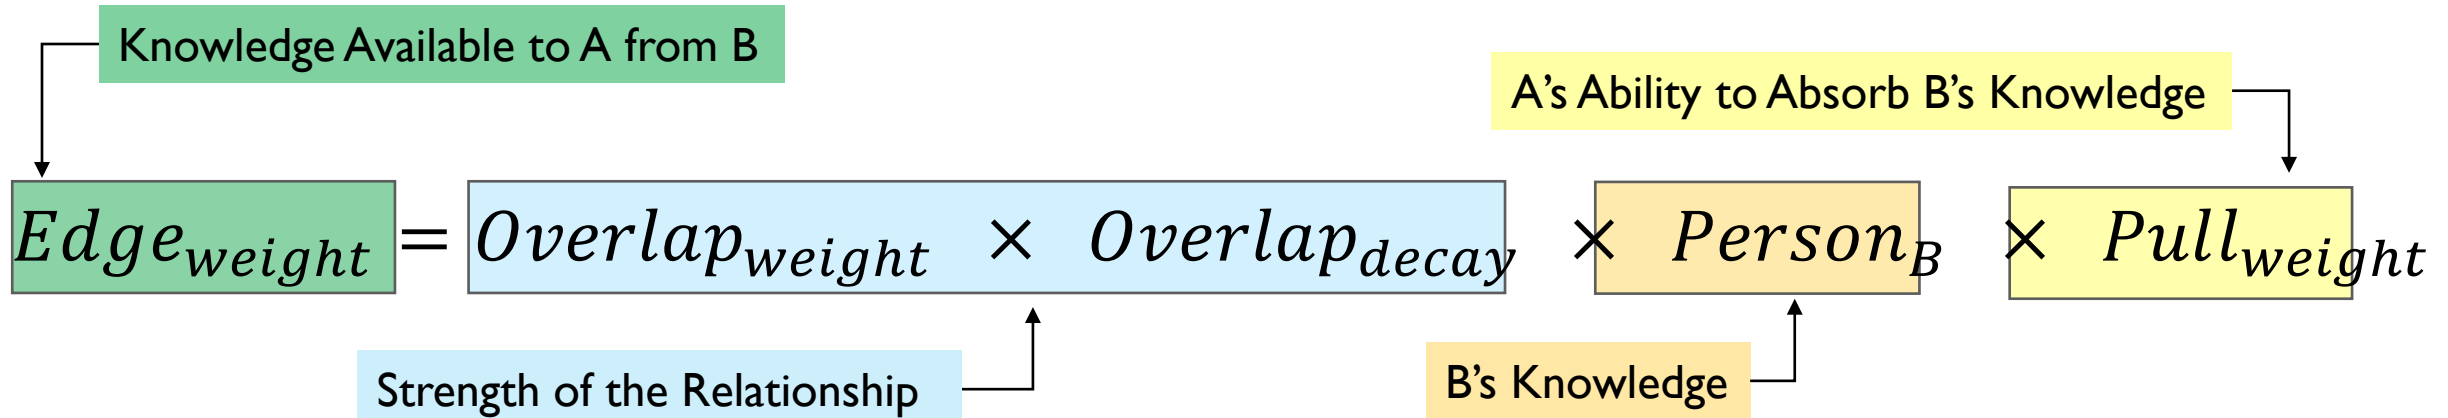 Knowledge Available to A from B
A’s Ability to Absorb B’s Knowledge
Edge_weight = Overlap_weight × Overlap_decay × Person_B × Pull_weight
Strength of the Relationship
B’s Knowledge